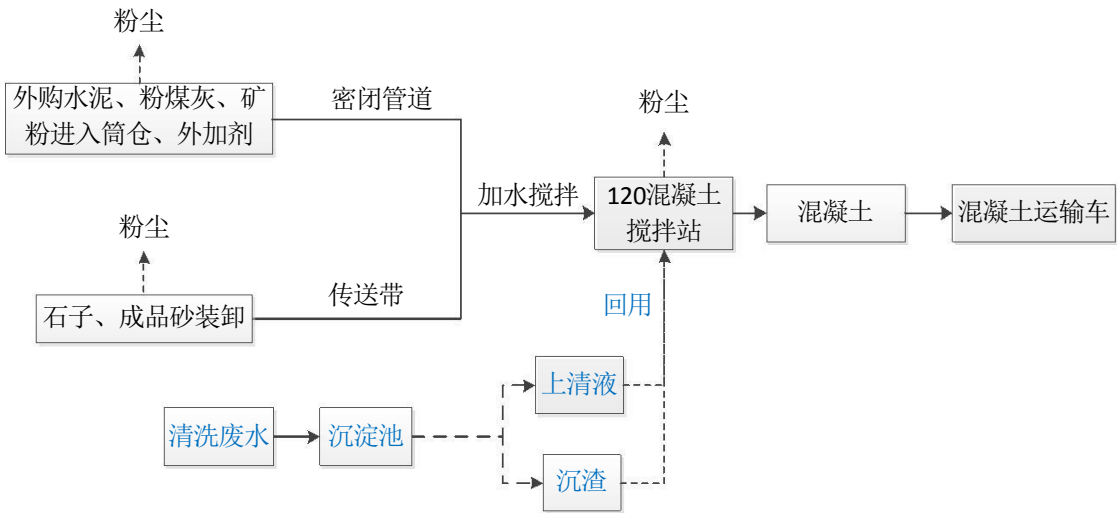 粉尘
外购水泥、粉煤灰、矿
粉进入筒仓、外加剂
密闭管道
粉尘
加水搅拌
120混凝土
搅拌站
混凝土
混凝土运输车
粉尘
石子、成品砂装卸
传送带
回用
上清液
清洗废水
沉淀池
沉渣